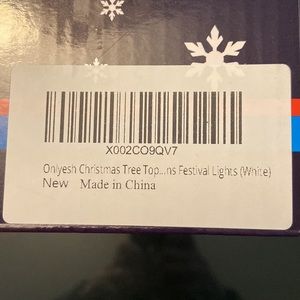 X002CO9QV7
Onlyesh Christmas Tree Top...ns Festival Lights (White)
New Made in China